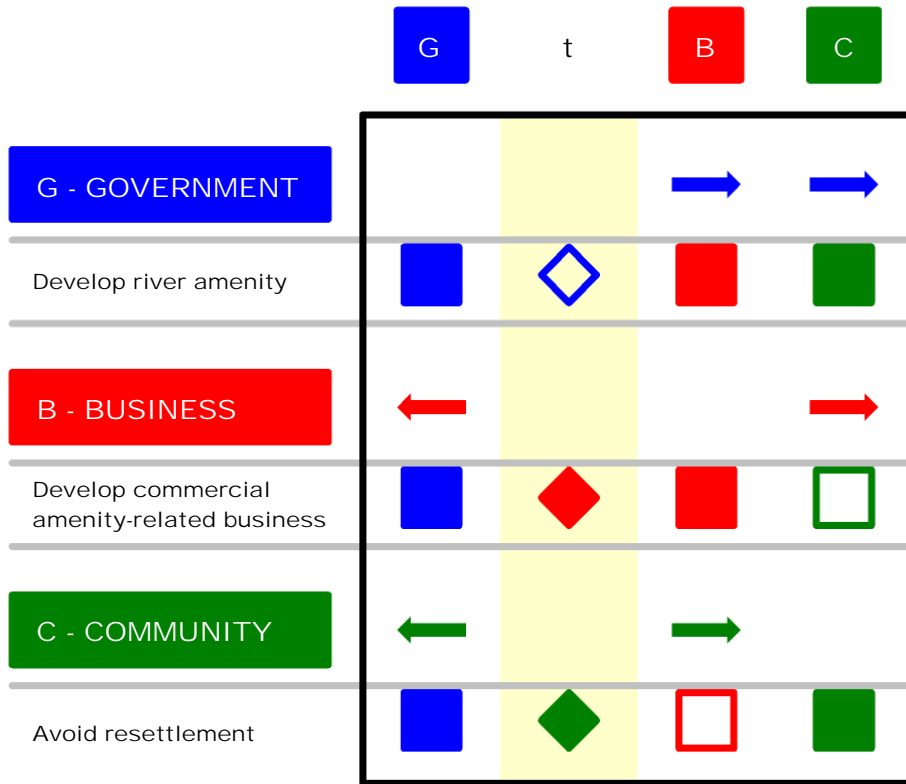 G t B C
G - GOVERNMENT
Develop river amenity
B - BUSINESS
Develop commercial
amenity-related business
C - COMMUNITY
Avoid resettlement